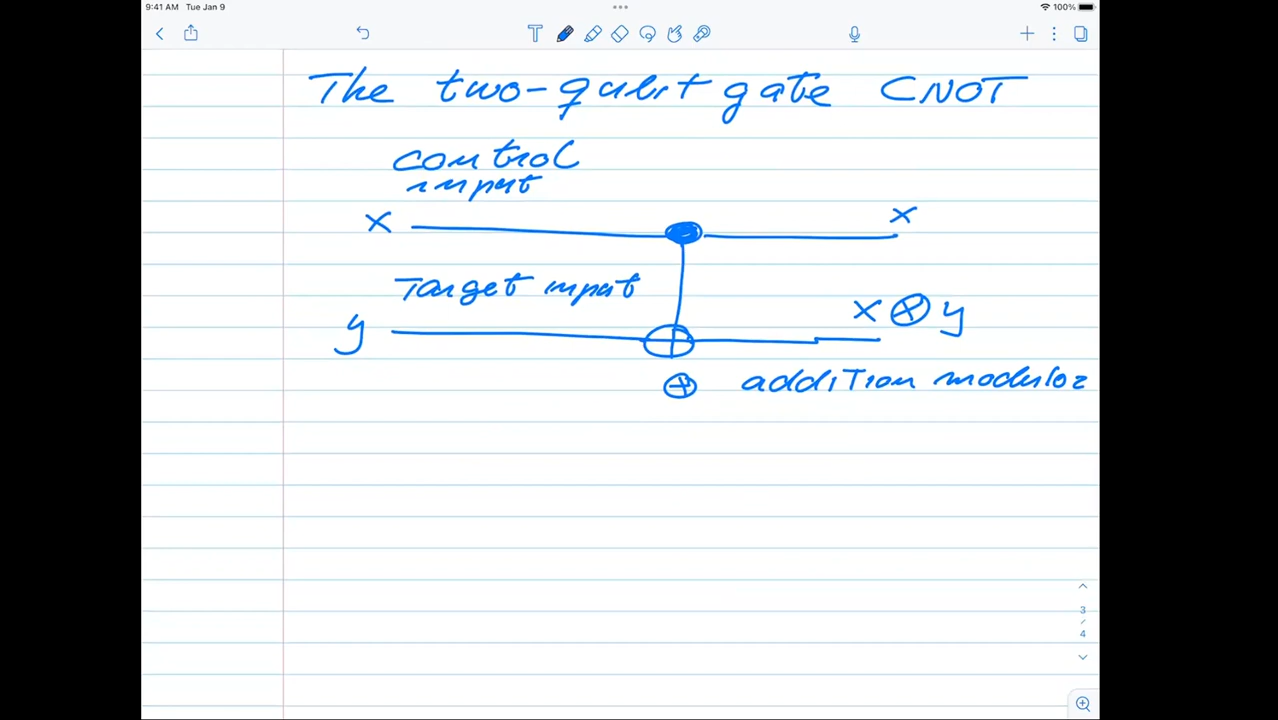 9:41 AM Tue Jan 9
100%
The two-qubit gate CNOT
control
input
x x
Target input
x ⊗ y
y
⊕ addition modulo 2
3
/
4